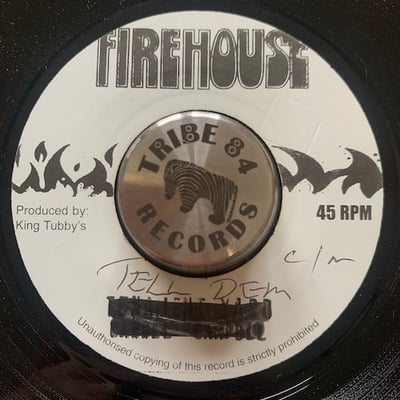 FIREHOUSE
TRIBE 84
RECORDS
Produced by:
King Tubby's
45 RPM
TELL DEM
Unauthorised copying of this record is strictly prohibited